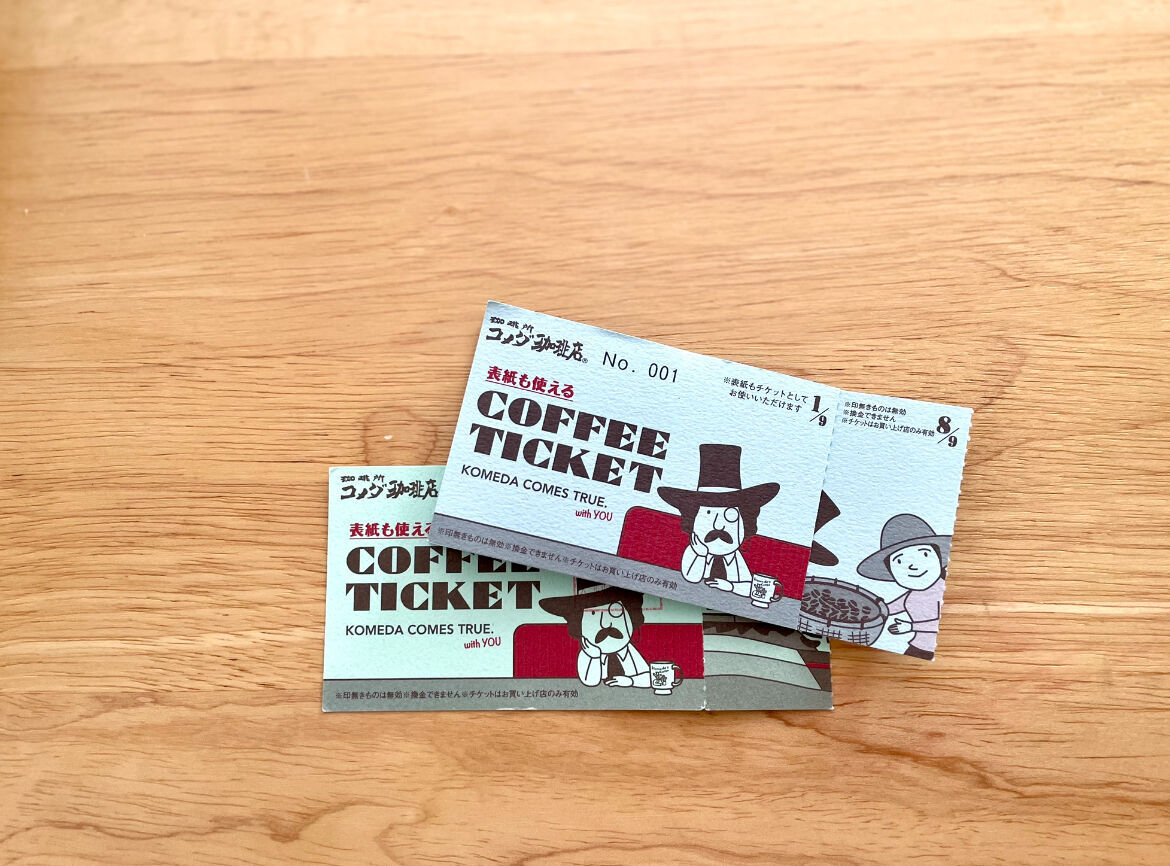 珈琲所
コメダ珈琲店®
No. 001
表紙も使える
COFFEE
TICKET
KOMEDA COMES TRUE.
with YOU
※表紙もチケットとして
お使いいただけます
1/9
※印無きものは無効※換金できません※チケットはお買い上げ店のみ有効
※印無きものは無効
※換金できません
※チケットはお買い上げ店のみ有効
8/9
珈琲所
コメダ珈琲店
表紙も使える
COFFEE
TICKET
KOMEDA COMES TRUE.
with YOU
※印無きものは無効※換金できません※チケットはお買い上げ店のみ有効